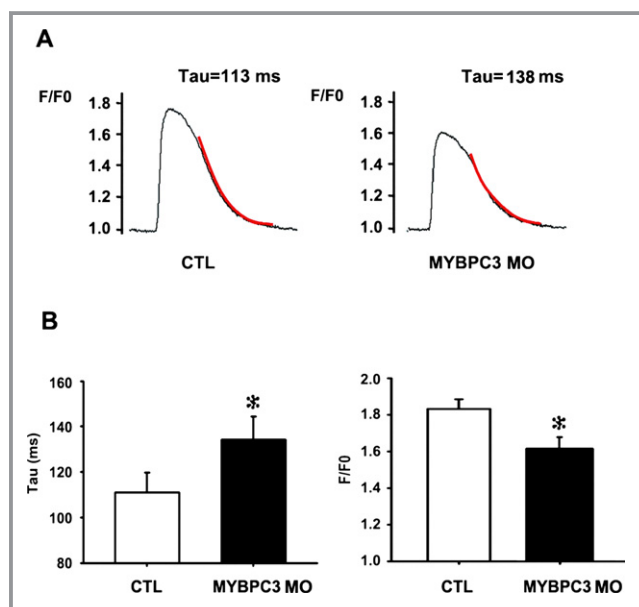 A
Tau=113 ms
Tau=138 ms
F/F0
1.8
1.6
1.4
1.2
1.0
CTL
F/F0
1.8
1.6
1.4
1.2
1.0
MYBPC3 MO
B
Tau (ms)
160
140
120
100
80
CTL
MYBPC3 MO
*
F/F0
2.0
1.8
1.6
1.4
1.2
1.0
CTL
MYBPC3 MO
*